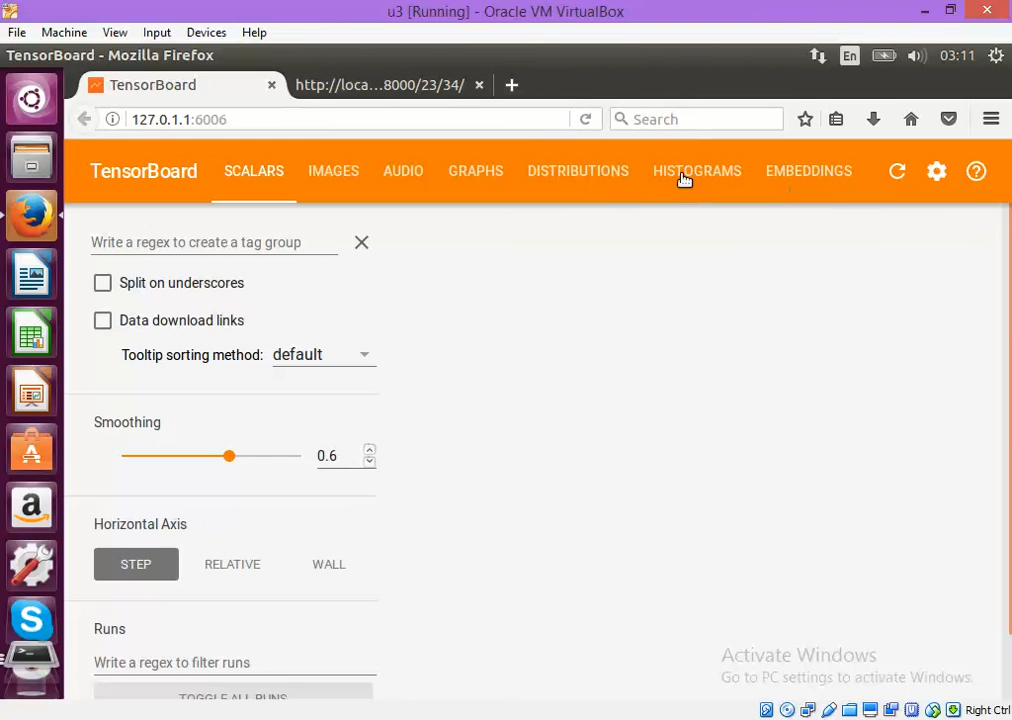 u3 [Running] - Oracle VM VirtualBox
File Machine View Input Devices Help
TensorBoard - Mozilla Firefox
En 03:11
TensorBoard http://loca...8000/23/34/
127.0.1.1:6006 Search
TensorBoard SCALARS IMAGES AUDIO GRAPHS DISTRIBUTIONS HISTOGRAMS EMBEDDINGS
Write a regex to create a tag group
Split on underscores
Data download links
Tooltip sorting method: default
Smoothing
0.6
Horizontal Axis
STEP RELATIVE WALL
Runs
Write a regex to filter runs
TOGGLE ALL RUNS
Activate Windows
Go to PC settings to activate Windows.
Right Ctrl